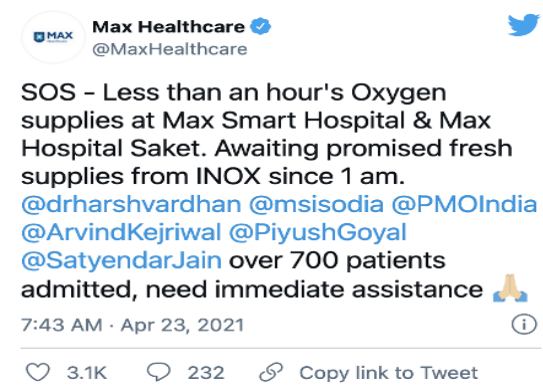 MAX
Max Healthcare
@MaxHealthcare
SOS - Less than an hour's Oxygen
supplies at Max Smart Hospital & Max
Hospital Saket. Awaiting promised fresh
supplies from INOX since 1 am.
@drharshvardhan @msisodia @PMOIndia
@ArvindKejriwal @PiyushGoyal
@SatyendarJain over 700 patients
admitted, need immediate assistance 🙏🏼
7:43 AM · Apr 23, 2021
3.1K 232 Copy link to Tweet